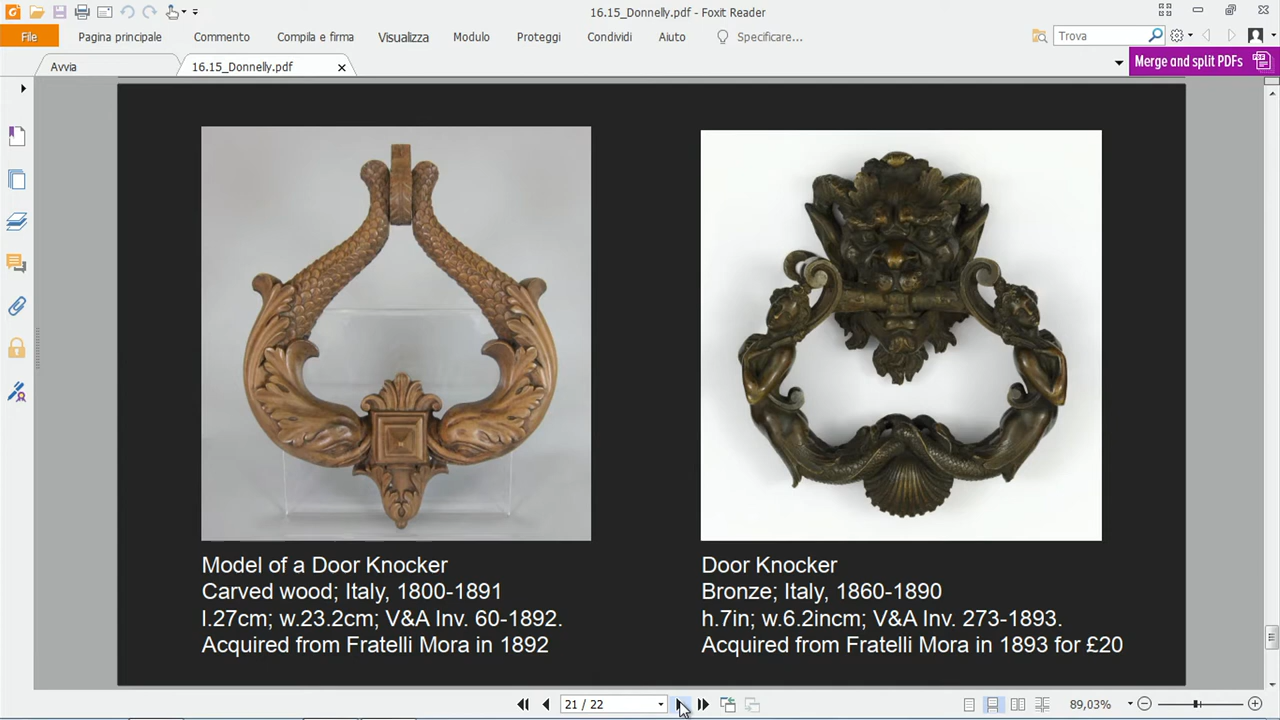 16.15_Donnelly.pdf - Foxit Reader
File Pagina principale Commento Compila e firma Visualizza Modulo Proteggi Condividi Aiuto Specificare... Trova
Avvia 16.15_Donnelly.pdf Merge and split PDFs
Model of a Door Knocker
Carved wood; Italy, 1800-1891
l.27cm; w.23.2cm; V&A Inv. 60-1892.
Acquired from Fratelli Mora in 1892
Door Knocker
Bronze; Italy, 1860-1890
h.7in; w.6.2incm; V&A Inv. 273-1893.
Acquired from Fratelli Mora in 1893 for £20
21 / 22 89,03%